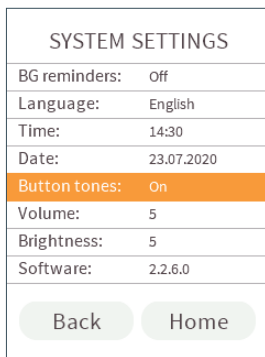 SYSTEM SETTINGS
BG reminders: Off
Language: English
Time: 14:30
Date: 23.07.2020
Button tones: On
Volume: 5
Brightness: 5
Software: 2.2.6.0
Back Home